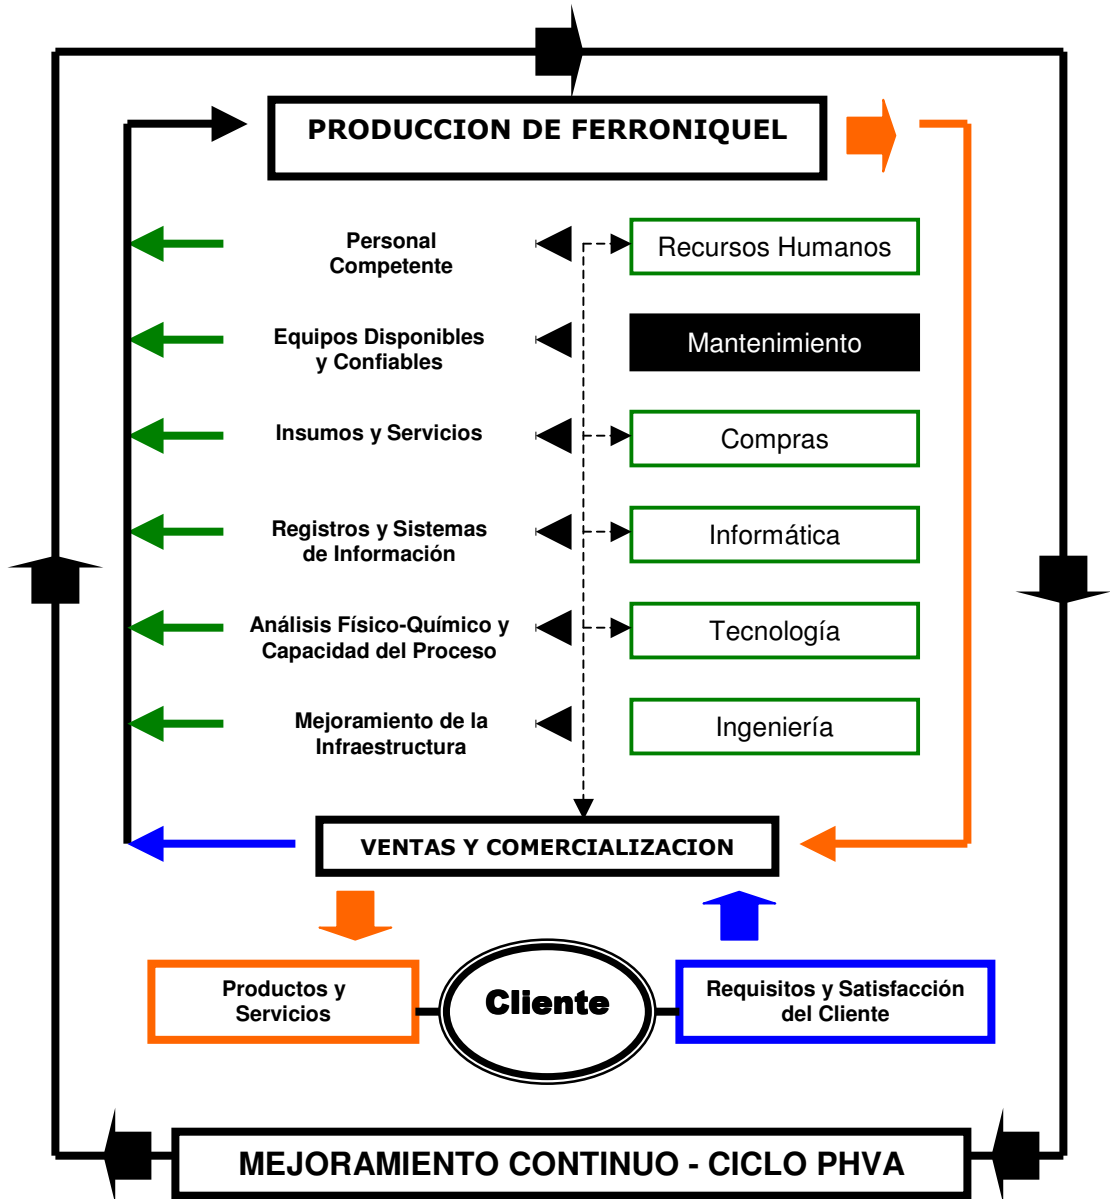 PRODUCCION DE FERRONIQUEL
Personal
Competente
Recursos Humanos
Equipos Disponibles
y Confiables
Mantenimiento
Insumos y Servicios
Compras
Registros y Sistemas
de Información
Informática
Análisis Físico-Químico y
Capacidad del Proceso
Tecnología
Mejoramiento de la
Infraestructura
Ingeniería
VENTAS Y COMERCIALIZACION
Productos y
Servicios
Cliente
Requisitos y Satisfacción
del Cliente
MEJORAMIENTO CONTINUO - CICLO PHVA